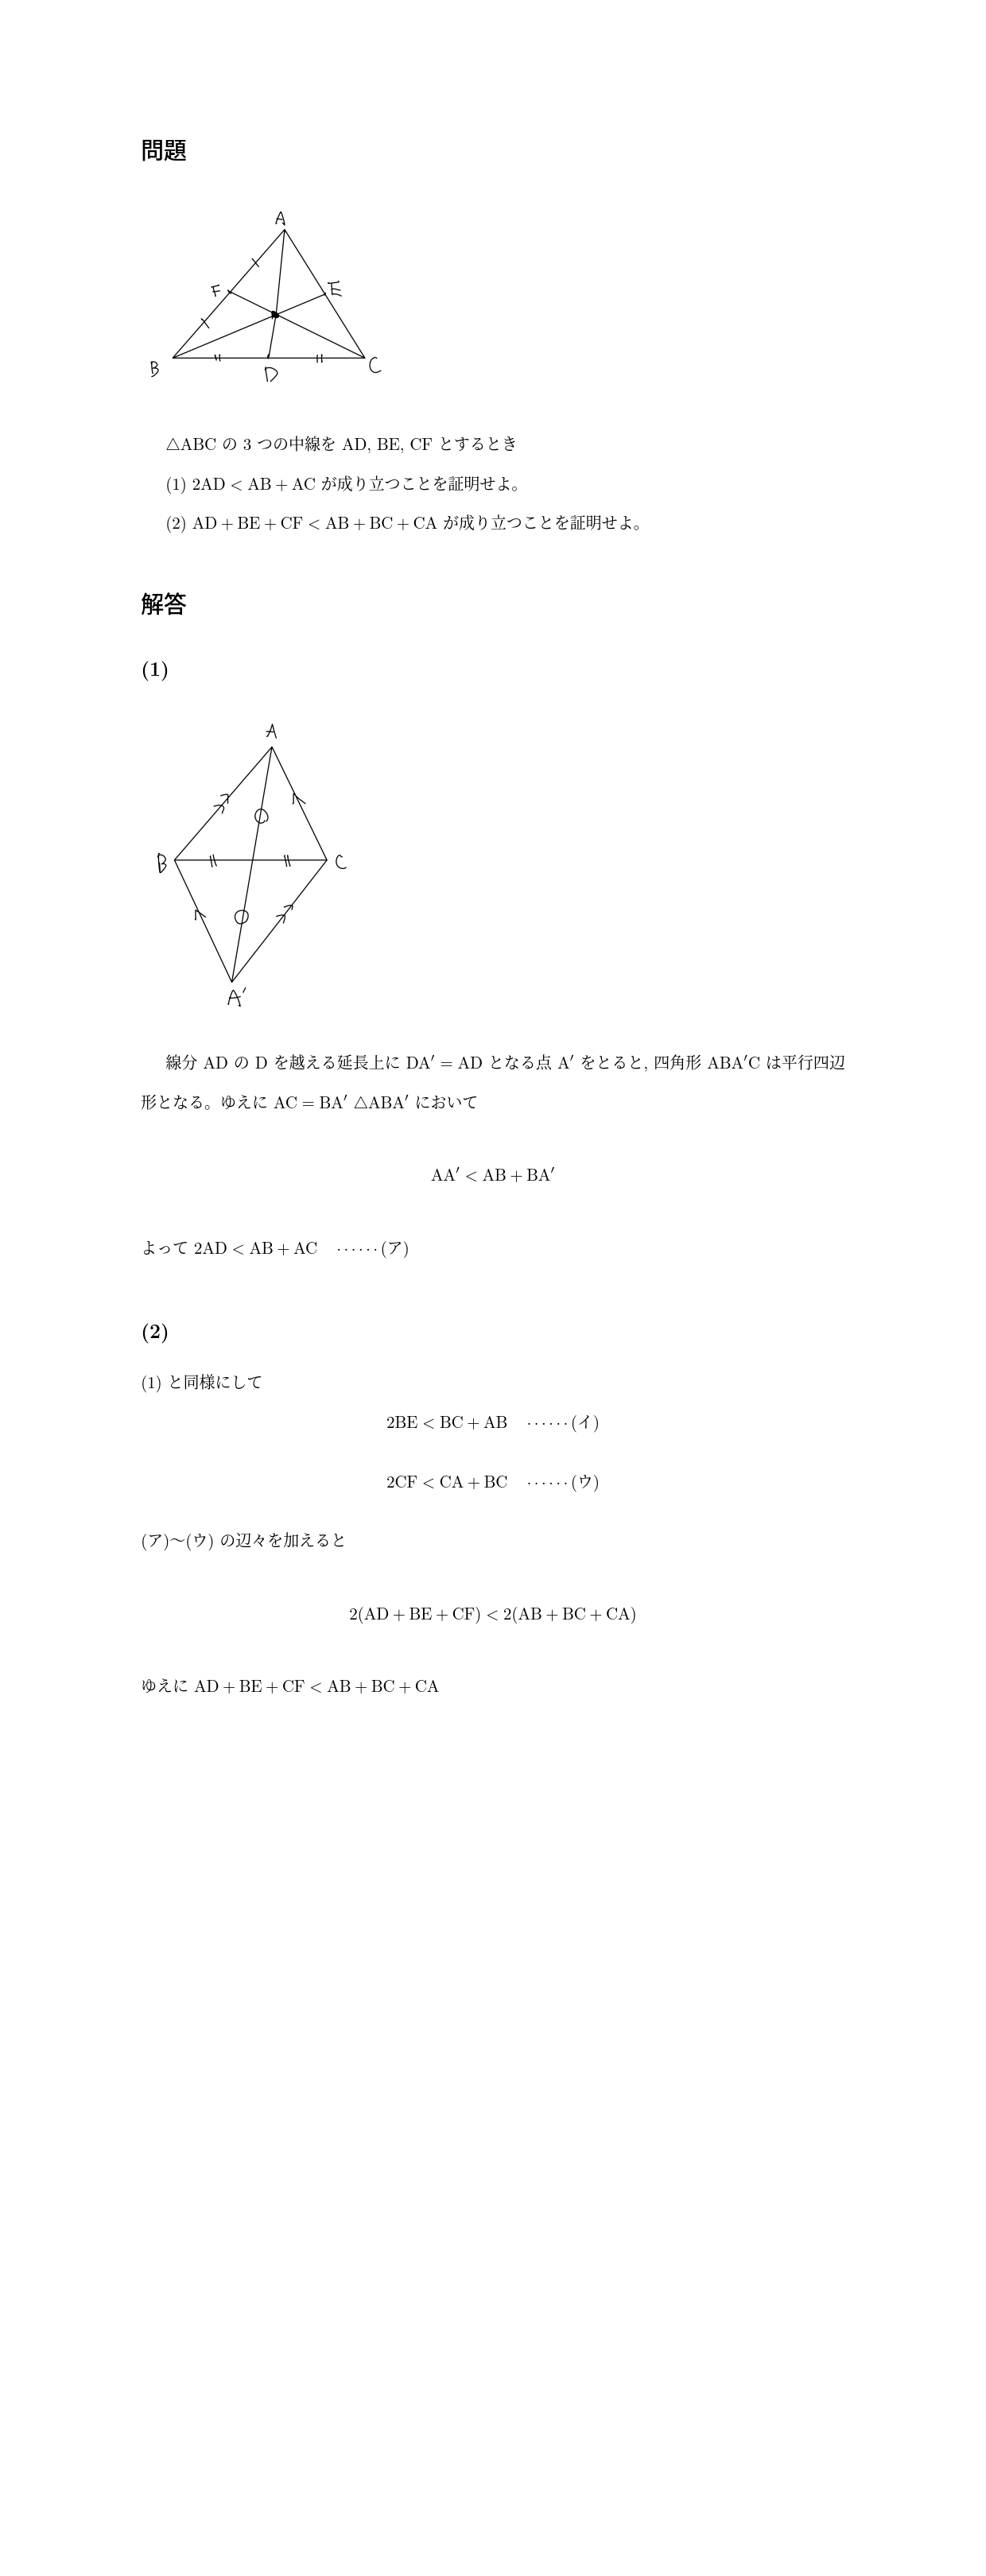 問題
A
F
E
B
D
C
△ABC の 3 つの中線を AD, BE, CF とするとき
(1) 2AD < AB + AC が成り立つことを証明せよ。
(2) AD + BE + CF < AB + BC + CA が成り立つことを証明せよ。
解答
(1)
A
B
C
A′
線分 AD の D を越える延長上に DA′ = AD となる点 A′ をとると, 四角形 ABA′C は平行四辺
形となる。ゆえに AC = BA′ △ABA′ において
AA′ < AB + BA′
よって 2AD < AB + AC ······(ア)
(2)
(1) と同様にして
2BE < BC + AB ······(イ)
2CF < CA + BC ······(ウ)
(ア)〜(ウ) の辺々を加えると
2(AD + BE + CF) < 2(AB + BC + CA)
ゆえに AD + BE + CF < AB + BC + CA